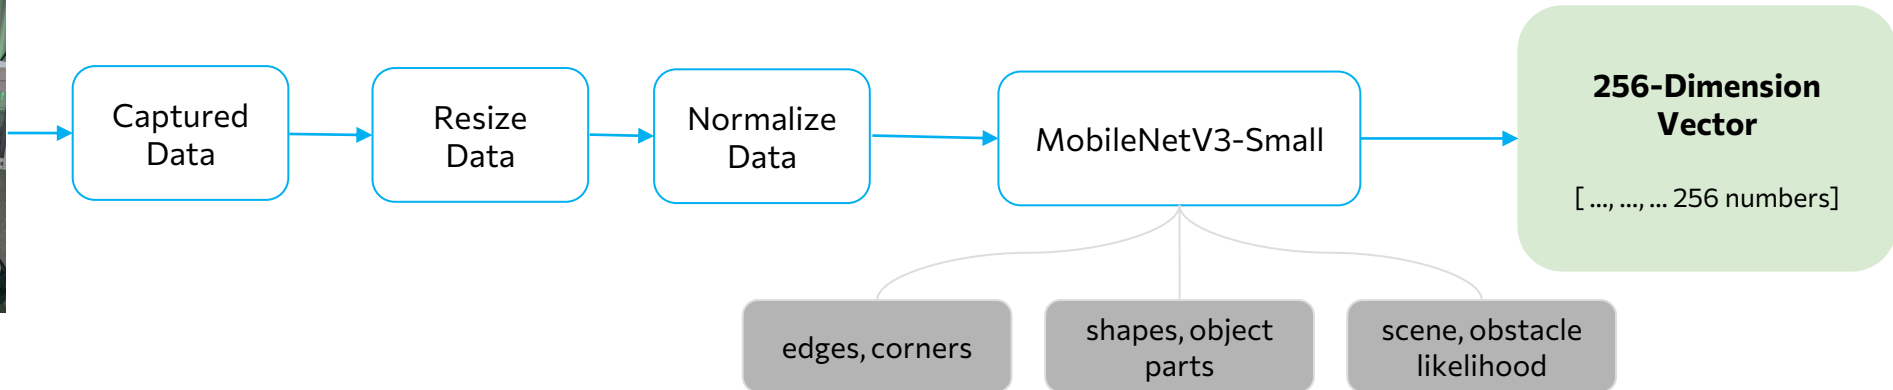 Captured
Data
Resize
Data
Normalize
Data
MobileNetV3-Small
256-Dimension
Vector
[ ..., ..., ... 256 numbers]
edges, corners
shapes, object
parts
scene, obstacle
likelihood